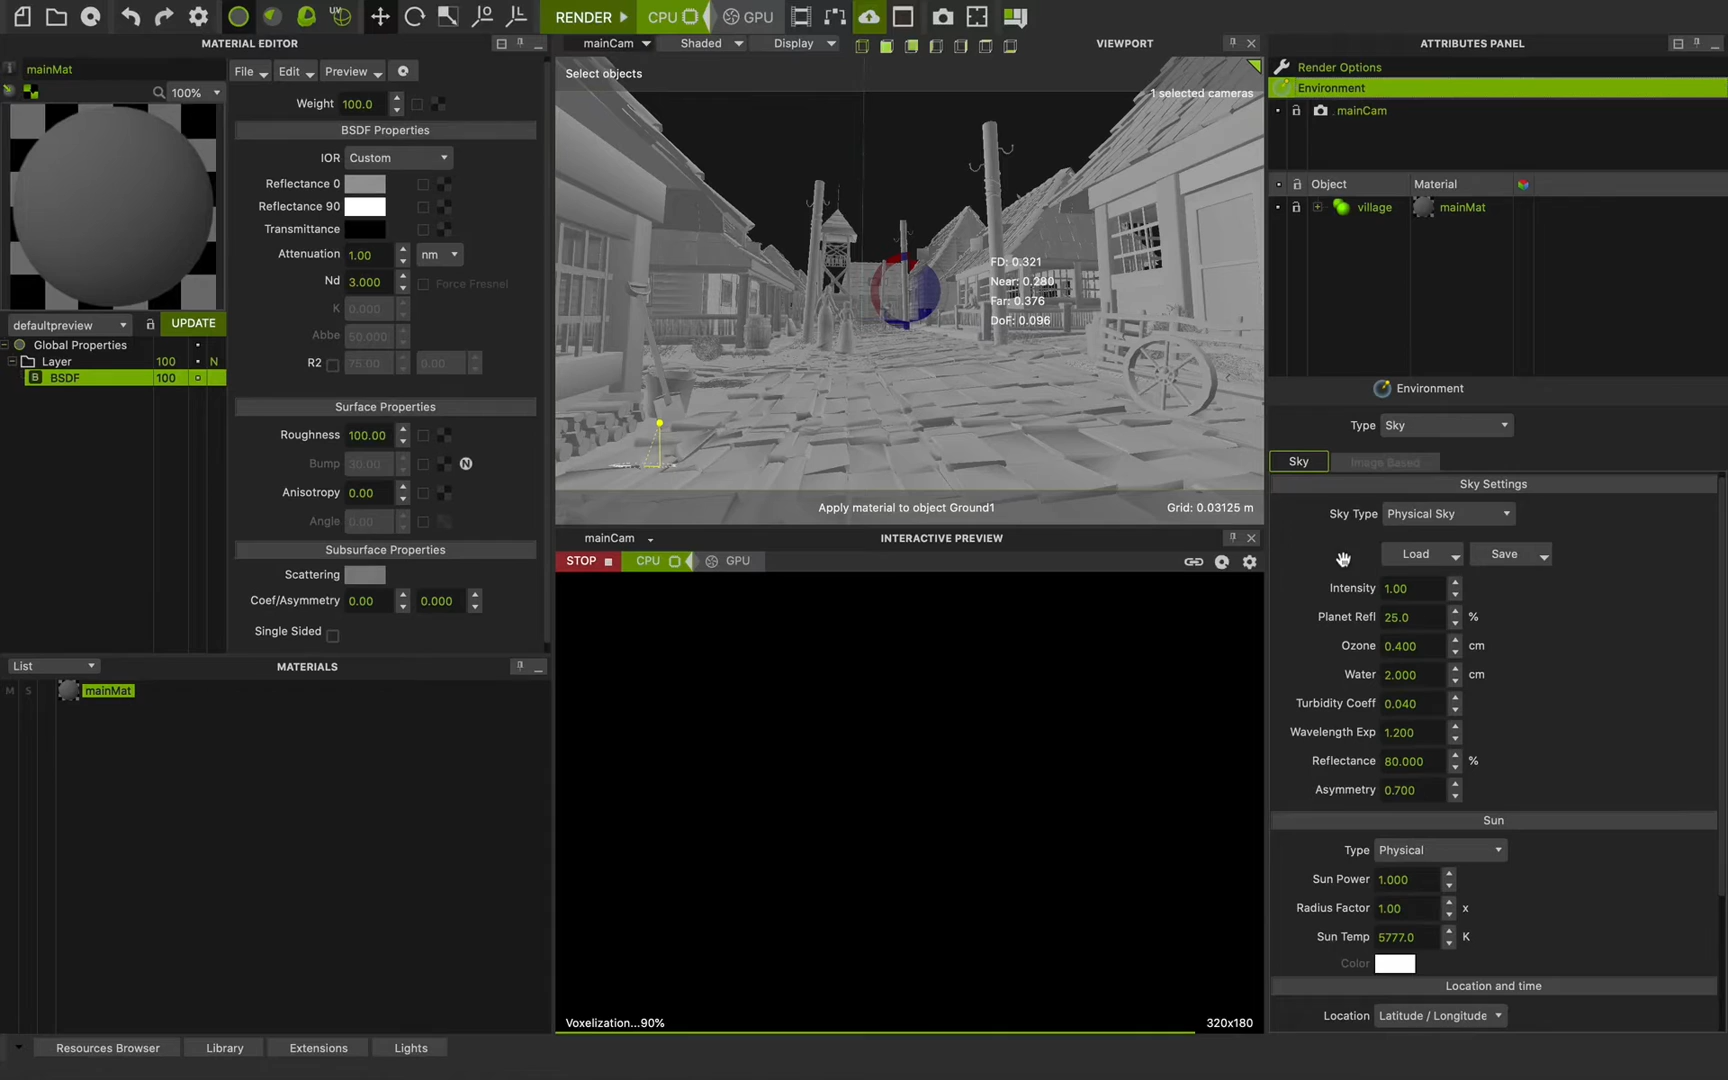 RENDER CPU GPU
MATERIAL EDITOR
mainMat
File Edit Preview
100%
Weight 100.0
BSDF Properties
IOR Custom
Reflectance 0
Reflectance 90
Transmittance
Attenuation 1.00 nm
Nd 3.000 Force Fresnel
K 0.000
Abbe 50.000
R2 75.00 0.00
defaultpreview UPDATE
Global Properties
Layer 100 N
B BSDF 100
Surface Properties
Roughness 100.00
Bump 30.00 N
Anisotropy 0.00
Angle 0.00
Subsurface Properties
Scattering
Coef/Asymmetry 0.00 0.000
Single Sided
List MATERIALS
M S mainMat
mainCam Shaded Display VIEWPORT
Select objects
1 selected cameras
FD: 0.321
Near: 0.280
Far: 0.376
DoF: 0.096
Apply material to object Ground1 Grid: 0.03125 m
mainCam INTERACTIVE PREVIEW
STOP CPU GPU
Voxelization...90% 320x180
ATTRIBUTES PANEL
Render Options
Environment
mainCam
Object Material
village mainMat
Environment
Type Sky
Sky Image Based
Sky Settings
Sky Type Physical Sky
Load Save
Intensity 1.00
Planet Refl 25.0 %
Ozone 0.400 cm
Water 2.000 cm
Turbidity Coeff 0.040
Wavelength Exp 1.200
Reflectance 80.000 %
Asymmetry 0.700
Sun
Type Physical
Sun Power 1.000
Radius Factor 1.00 x
Sun Temp 5777.0 K
Color
Location and time
Location Latitude / Longitude
Resources Browser Library Extensions Lights